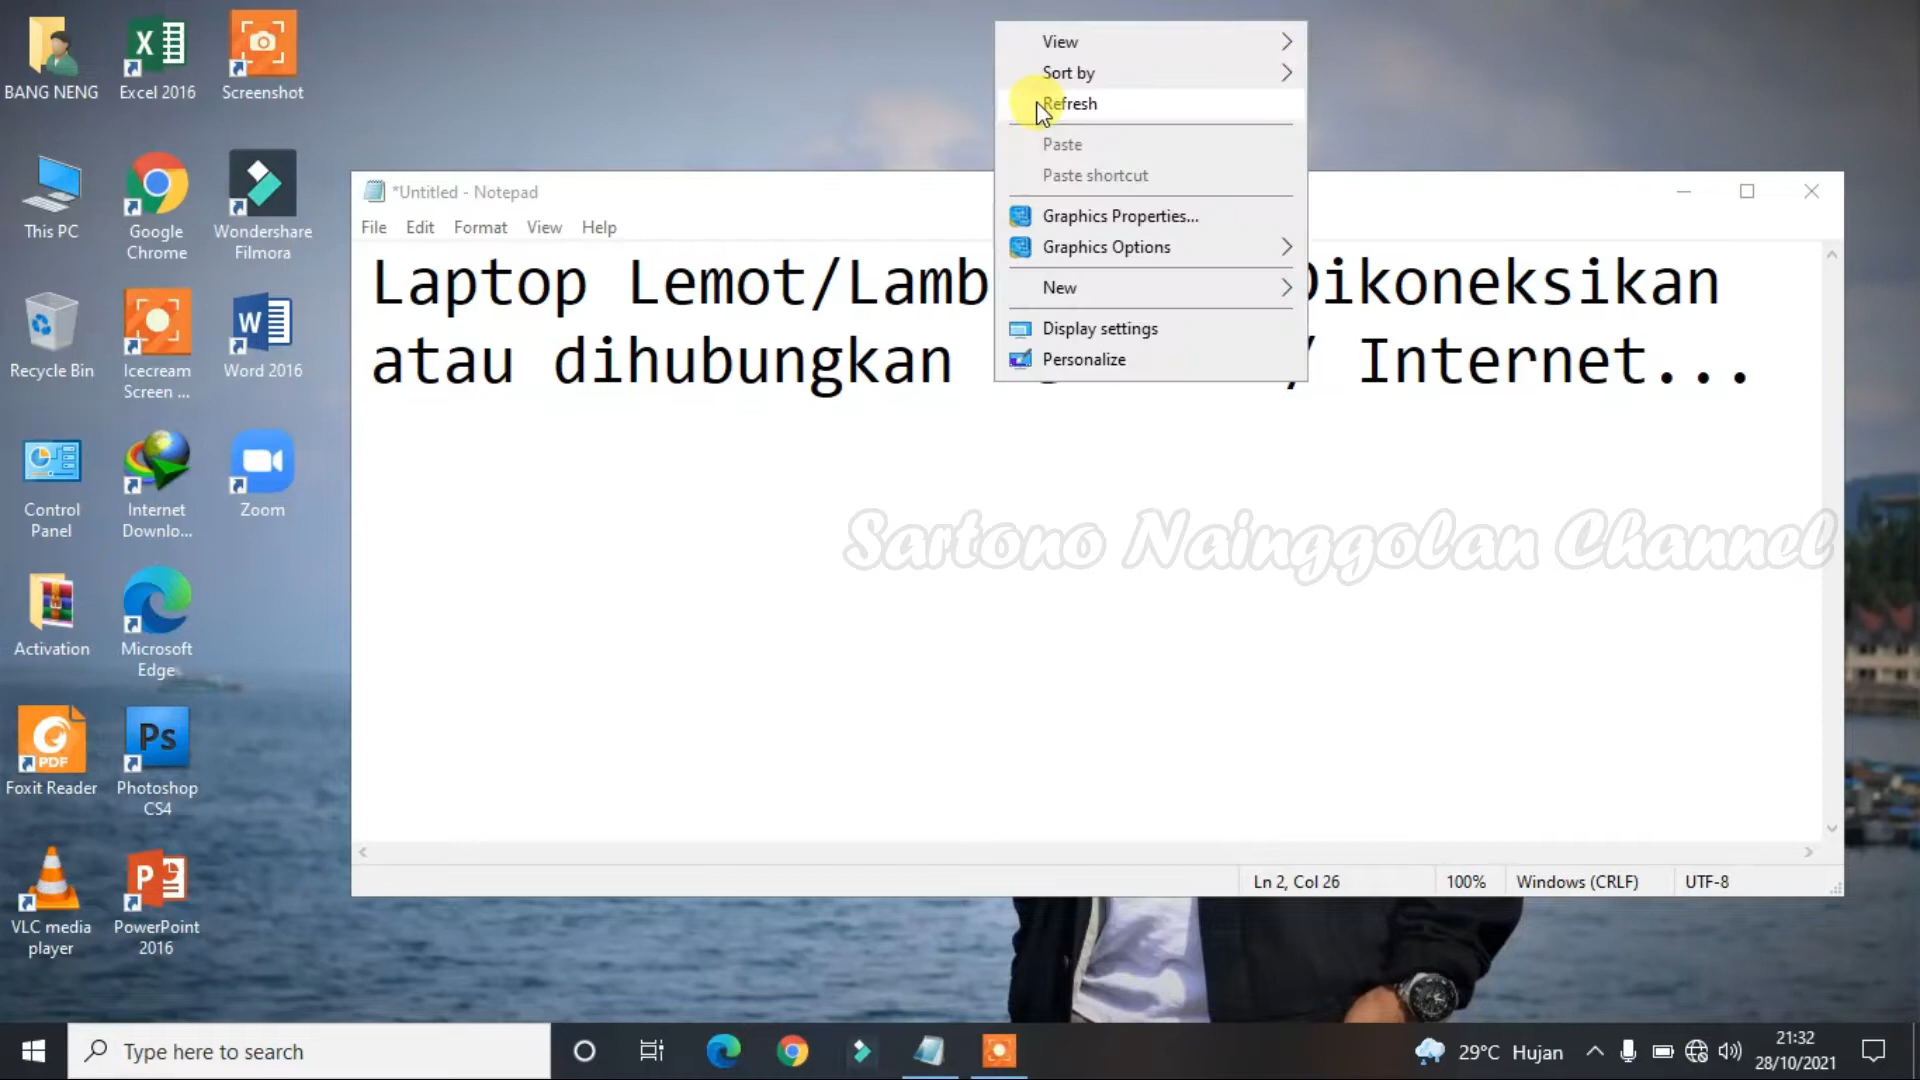 BANG NENG
Excel 2016
Screenshot
This PC
Google
Chrome
Wondershare
Filmora
Recycle Bin
Icecream
Screen ...
Word 2016
Control
Panel
Internet
Downlo...
Zoom
Activation
Microsoft
Edge
Foxit Reader
PDF
Photoshop
CS4
Ps
VLC media
player
PowerPoint
2016
*Untitled - Notepad
File Edit Format View Help
Laptop Lemot/Lamb Dikoneksikan
atau dihubungkan / Internet...
View
Sort by
Refresh
Paste
Paste shortcut
Graphics Properties...
Graphics Options
New
Display settings
Personalize
Sartono Nainggolan Channel
Ln 2, Col 26
100%
Windows (CRLF)
UTF-8
Type here to search
29°C Hujan
21:32
28/10/2021